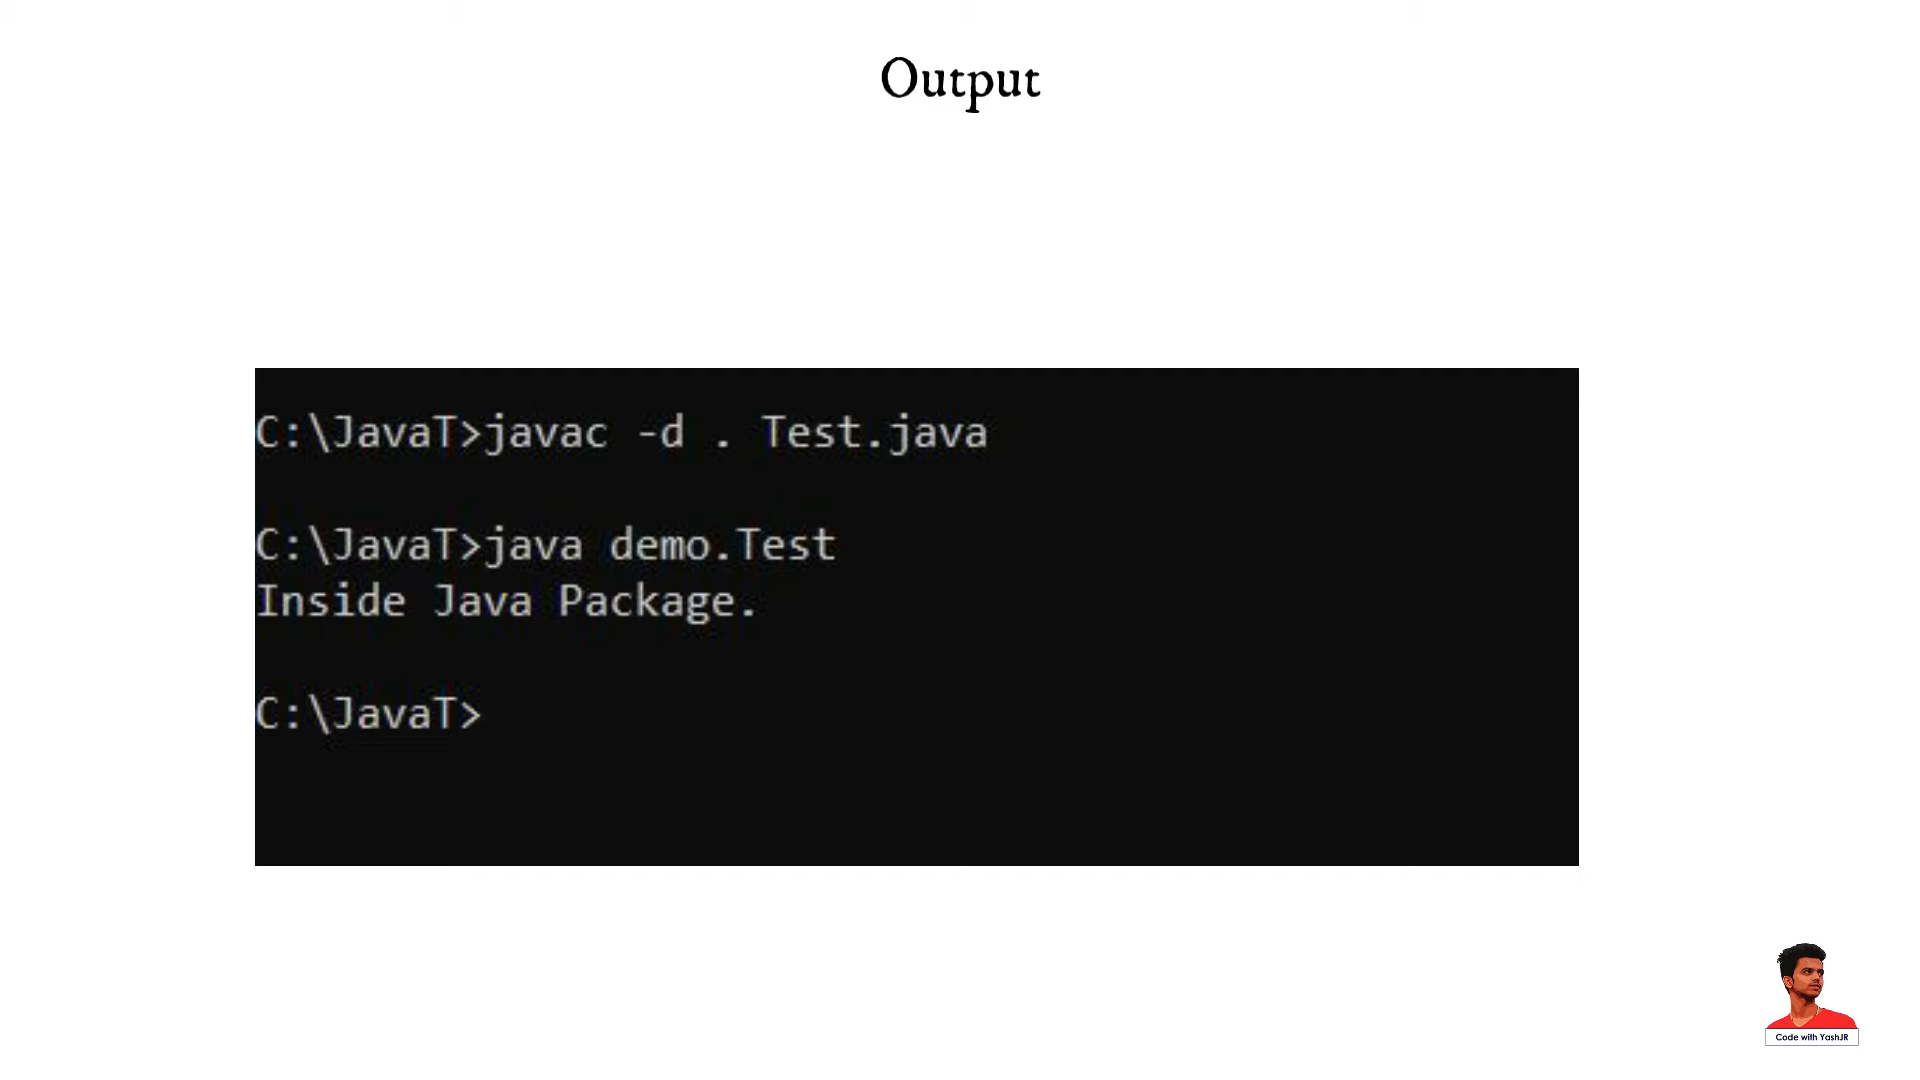 Output
C:\JavaT>javac -d . Test.java
C:\JavaT>java demo.Test
Inside Java Package.
C:\JavaT>
Code with YashJR